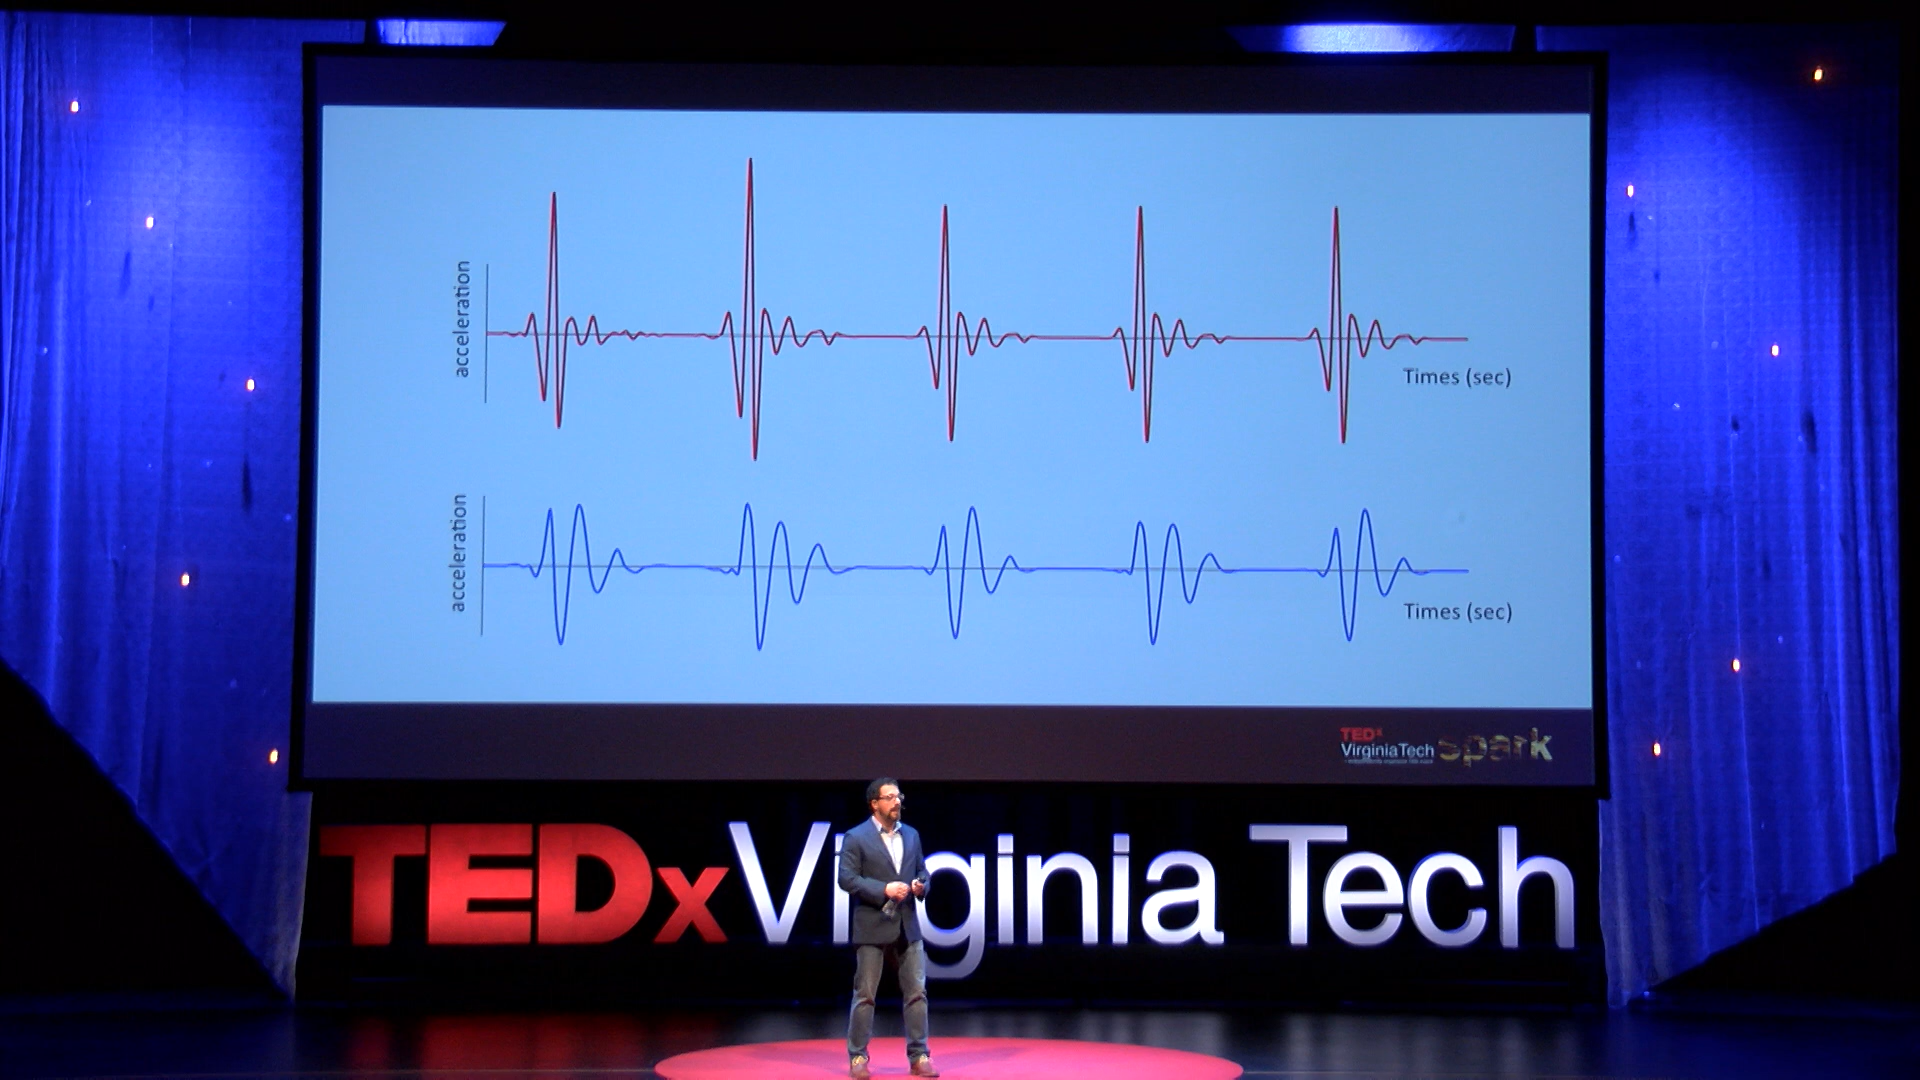 acceleration
Times (sec)
acceleration
Times (sec)
TEDx
VirginiaTech
spark
TEDxVirginia Tech